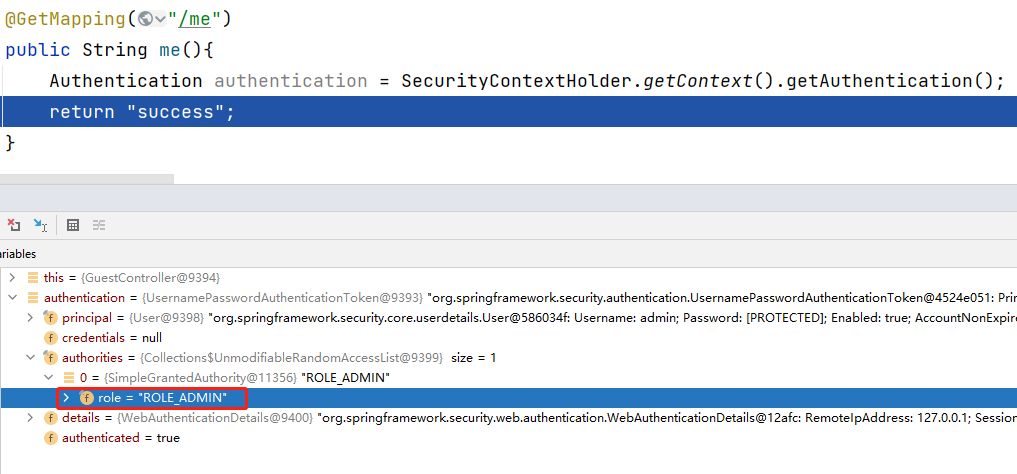 @GetMapping("/me")
public String me(){
Authentication authentication = SecurityContextHolder.getContext().getAuthentication();
return "success";
}
ariables
this = {GuestController@9394}
authentication = {UsernamePasswordAuthenticationToken@9393} "org.springframework.security.authentication.UsernamePasswordAuthenticationToken@4524e051: Pri
principal = {User@9398} "org.springframework.security.core.userdetails.User@586034f: Username: admin; Password: [PROTECTED]; Enabled: true; AccountNonExpire
credentials = null
authorities = {Collections$UnmodifiableRandomAccessList@9399} size = 1
0 = {SimpleGrantedAuthority@11356} "ROLE_ADMIN"
role = "ROLE_ADMIN"
details = {WebAuthenticationDetails@9400} "org.springframework.security.web.authentication.WebAuthenticationDetails@12afc: RemoteIpAddress: 127.0.0.1; Session
authenticated = true